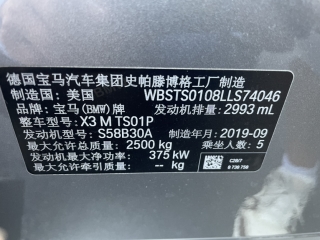 德国宝马汽车集团史帕滕博格工厂制造
制造国：美国 WBSTS0108LLS74046
品牌：宝马(BMW)牌 发动机排量：2993 mL
整车型号：X3 M TS01P
发动机型号：S58B30A 制造年月：2019-09
最大允许总质量：2500 kg 乘坐人数：5
发动机最大净功率：375 kW
最大允许牵引质量：-- kg